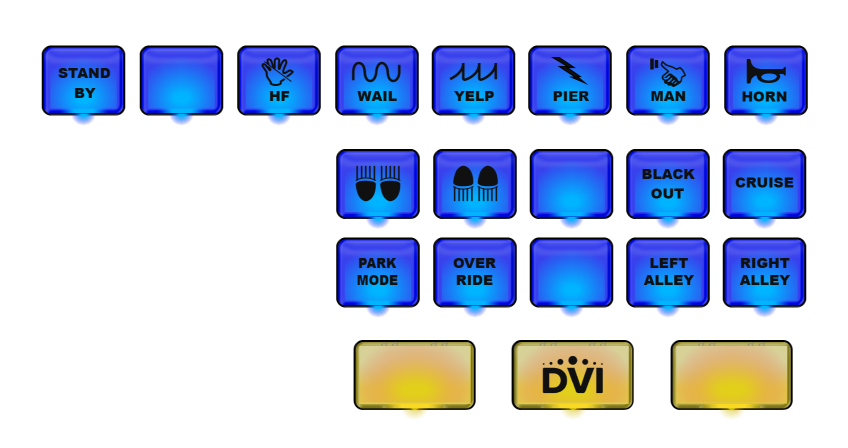 STAND
BY
HF
WAIL
YELP
PIER
MAN
HORN
BLACK
OUT
CRUISE
PARK
MODE
OVER
RIDE
LEFT
ALLEY
RIGHT
ALLEY
DVI